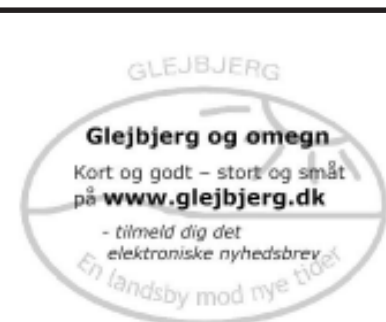 GLEJBJERG
Glejbjerg og omegn
Kort og godt – stort og småt
på www.glejbjerg.dk
- tilmeld dig det
elektroniske nyhedsbrev
En landsby mod nye tider